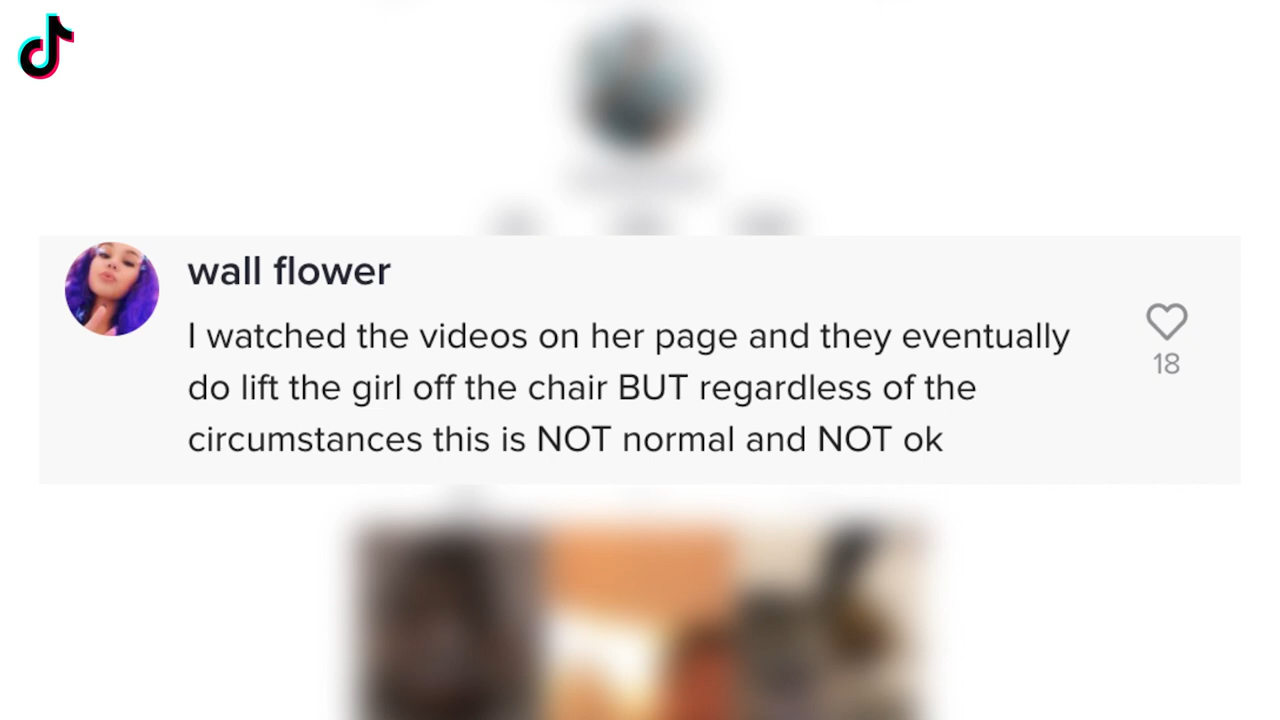 wall flower
I watched the videos on her page and they eventually
do lift the girl off the chair BUT regardless of the
circumstances this is NOT normal and NOT ok
18